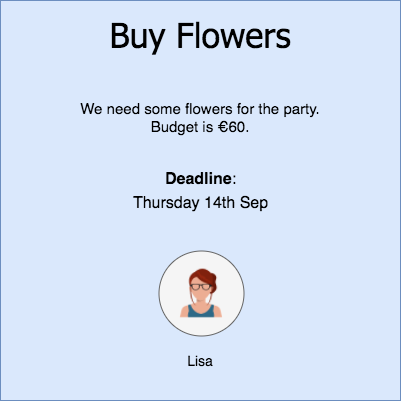 Buy Flowers
We need some flowers for the party.
Budget is €60.
Deadline:
Thursday 14th Sep
Lisa